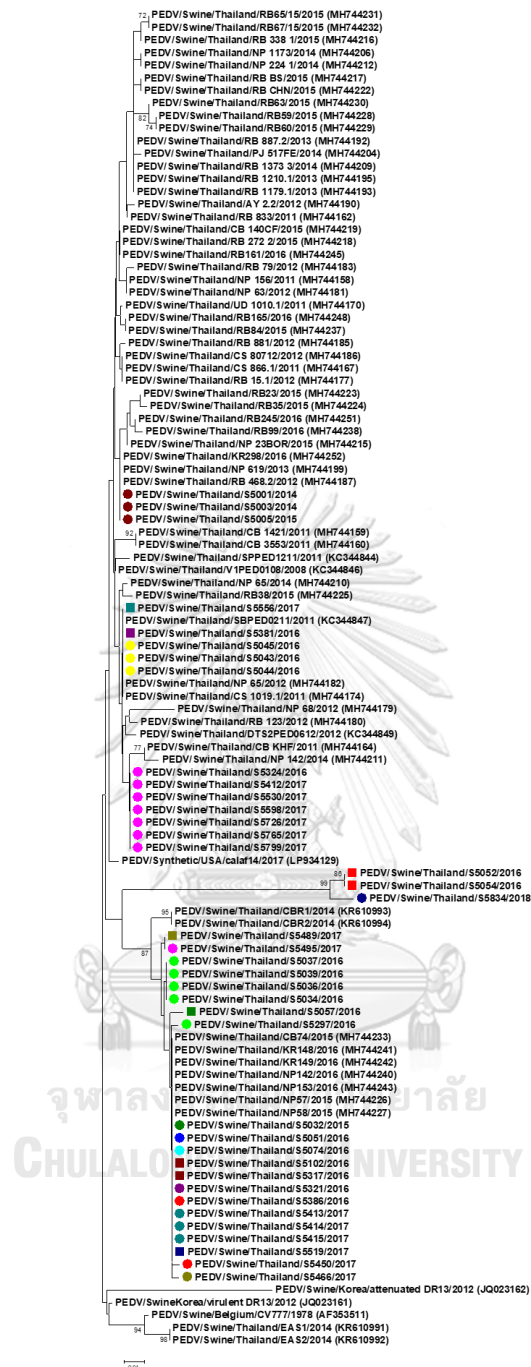 PEDV/Swine/Thailand/RB65/15/2015 (MH744231)
72
PEDV/Swine/Thailand/RB67/15/2015 (MH744232)
PEDV/Swine/Thailand/RB 338 1/2015 (MH744216)
PEDV/Swine/Thailand/NP 1173/2014 (MH744206)
PEDV/Swine/Thailand/NP 224 1/2014 (MH744212)
PEDV/Swine/Thailand/RB BS/2015 (MH744217)
PEDV/Swine/Thailand/RB CHN/2015 (MH744222)
PEDV/Swine/Thailand/RB63/2015 (MH744230)
82
PEDV/Swine/Thailand/RB59/2015 (MH744228)
74
PEDV/Swine/Thailand/RB60/2015 (MH744229)
PEDV/Swine/Thailand/RB 887.2/2013 (MH744192)
PEDV/Swine/Thailand/PJ 517FE/2014 (MH744204)
PEDV/Swine/Thailand/RB 1373 3/2014 (MH744209)
PEDV/Swine/Thailand/RB 1210.1/2013 (MH744195)
PEDV/Swine/Thailand/RB 1179.1/2013 (MH744193)
PEDV/Swine/Thailand/AY 2.2/2012 (MH744190)
PEDV/Swine/Thailand/RB 833/2011 (MH744162)
PEDV/Swine/Thailand/CB 140CF/2015 (MH744219)
PEDV/Swine/Thailand/RB 272 2/2015 (MH744218)
PEDV/Swine/Thailand/RB161/2016 (MH744245)
PEDV/Swine/Thailand/RB 79/2012 (MH744183)
PEDV/Swine/Thailand/NP 156/2011 (MH744158)
PEDV/Swine/Thailand/NP 63/2012 (MH744181)
PEDV/Swine/Thailand/UD 1010.1/2011 (MH744170)
PEDV/Swine/Thailand/RB165/2016 (MH744248)
PEDV/Swine/Thailand/RB84/2015 (MH744237)
PEDV/Swine/Thailand/RB 881/2012 (MH744185)
PEDV/Swine/Thailand/CS 80712/2012 (MH744186)
PEDV/Swine/Thailand/CS 866.1/2011 (MH744167)
PEDV/Swine/Thailand/RB 15.1/2012 (MH744177)
PEDV/Swine/Thailand/RB23/2015 (MH744223)
PEDV/Swine/Thailand/RB35/2015 (MH744224)
PEDV/Swine/Thailand/RB245/2016 (MH744251)
PEDV/Swine/Thailand/RB99/2016 (MH744238)
PEDV/Swine/Thailand/NP 23BOR/2015 (MH744215)
PEDV/Swine/Thailand/KR298/2016 (MH744252)
PEDV/Swine/Thailand/NP 619/2013 (MH744199)
PEDV/Swine/Thailand/RB 468.2/2012 (MH744187)
PEDV/Swine/Thailand/S5001/2014
PEDV/Swine/Thailand/S5003/2014
PEDV/Swine/Thailand/S5005/2015
92
PEDV/Swine/Thailand/CB 1421/2011 (MH744159)
PEDV/Swine/Thailand/CB 3553/2011 (MH744160)
PEDV/Swine/Thailand/SPPED1211/2011 (KC344844)
PEDV/Swine/Thailand/V1PED0108/2008 (KC344846)
PEDV/Swine/Thailand/NP 65/2014 (MH744210)
PEDV/Swine/Thailand/RB38/2015 (MH744225)
PEDV/Swine/Thailand/S5556/2017
PEDV/Swine/Thailand/SBPED0211/2011 (KC344847)
PEDV/Swine/Thailand/S5381/2016
PEDV/Swine/Thailand/S5045/2016
PEDV/Swine/Thailand/S5043/2016
PEDV/Swine/Thailand/S5044/2016
PEDV/Swine/Thailand/NP 65/2012 (MH744182)
PEDV/Swine/Thailand/CS 1019.1/2011 (MH744174)
PEDV/Swine/Thailand/NP 68/2012 (MH744179)
PEDV/Swine/Thailand/RB 123/2012 (MH744180)
PEDV/Swine/Thailand/DTS2PED0612/2012 (KC344849)
77
PEDV/Swine/Thailand/CB KHF/2011 (MH744164)
PEDV/Swine/Thailand/NP 142/2014 (MH744211)
PEDV/Swine/Thailand/S5324/2016
PEDV/Swine/Thailand/S5412/2017
PEDV/Swine/Thailand/S5530/2017
PEDV/Swine/Thailand/S5598/2017
PEDV/Swine/Thailand/S5726/2017
PEDV/Swine/Thailand/S5765/2017
PEDV/Swine/Thailand/S5799/2017
PEDV/Synthetic/USA/calaf14/2017 (LP934129)
86
PEDV/Swine/Thailand/S5052/2016
99
PEDV/Swine/Thailand/S5054/2016
PEDV/Swine/Thailand/S5834/2018
95
PEDV/Swine/Thailand/CBR1/2014 (KR610993)
PEDV/Swine/Thailand/CBR2/2014 (KR610994)
PEDV/Swine/Thailand/S5489/2017
87
PEDV/Swine/Thailand/S5495/2017
PEDV/Swine/Thailand/S5037/2016
PEDV/Swine/Thailand/S5039/2016
PEDV/Swine/Thailand/S5036/2016
PEDV/Swine/Thailand/S5034/2016
PEDV/Swine/Thailand/S5057/2016
PEDV/Swine/Thailand/S5297/2016
PEDV/Swine/Thailand/CB74/2015 (MH744233)
PEDV/Swine/Thailand/KR148/2016 (MH744241)
PEDV/Swine/Thailand/KR149/2016 (MH744242)
PEDV/Swine/Thailand/NP142/2016 (MH744240)
PEDV/Swine/Thailand/NP153/2016 (MH744243)
PEDV/Swine/Thailand/NP57/2015 (MH744226)
PEDV/Swine/Thailand/NP58/2015 (MH744227)
PEDV/Swine/Thailand/S5032/2015
PEDV/Swine/Thailand/S5051/2016
PEDV/Swine/Thailand/S5074/2016
PEDV/Swine/Thailand/S5102/2016
PEDV/Swine/Thailand/S5317/2016
PEDV/Swine/Thailand/S5321/2016
PEDV/Swine/Thailand/S5386/2016
PEDV/Swine/Thailand/S5413/2017
PEDV/Swine/Thailand/S5414/2017
PEDV/Swine/Thailand/S5415/2017
PEDV/Swine/Thailand/S5519/2017
PEDV/Swine/Thailand/S5450/2017
PEDV/Swine/Thailand/S5466/2017
PEDV/Swine/Korea/attenuated DR13/2012 (JQ023162)
PEDV/SwineKorea/virulent DR13/2012 (JQ023161)
PEDV/Swine/Belgium/CV777/1978 (AF353511)
94
PEDV/Swine/Thailand/EAS1/2014 (KR610991)
98
PEDV/Swine/Thailand/EAS2/2014 (KR610992)